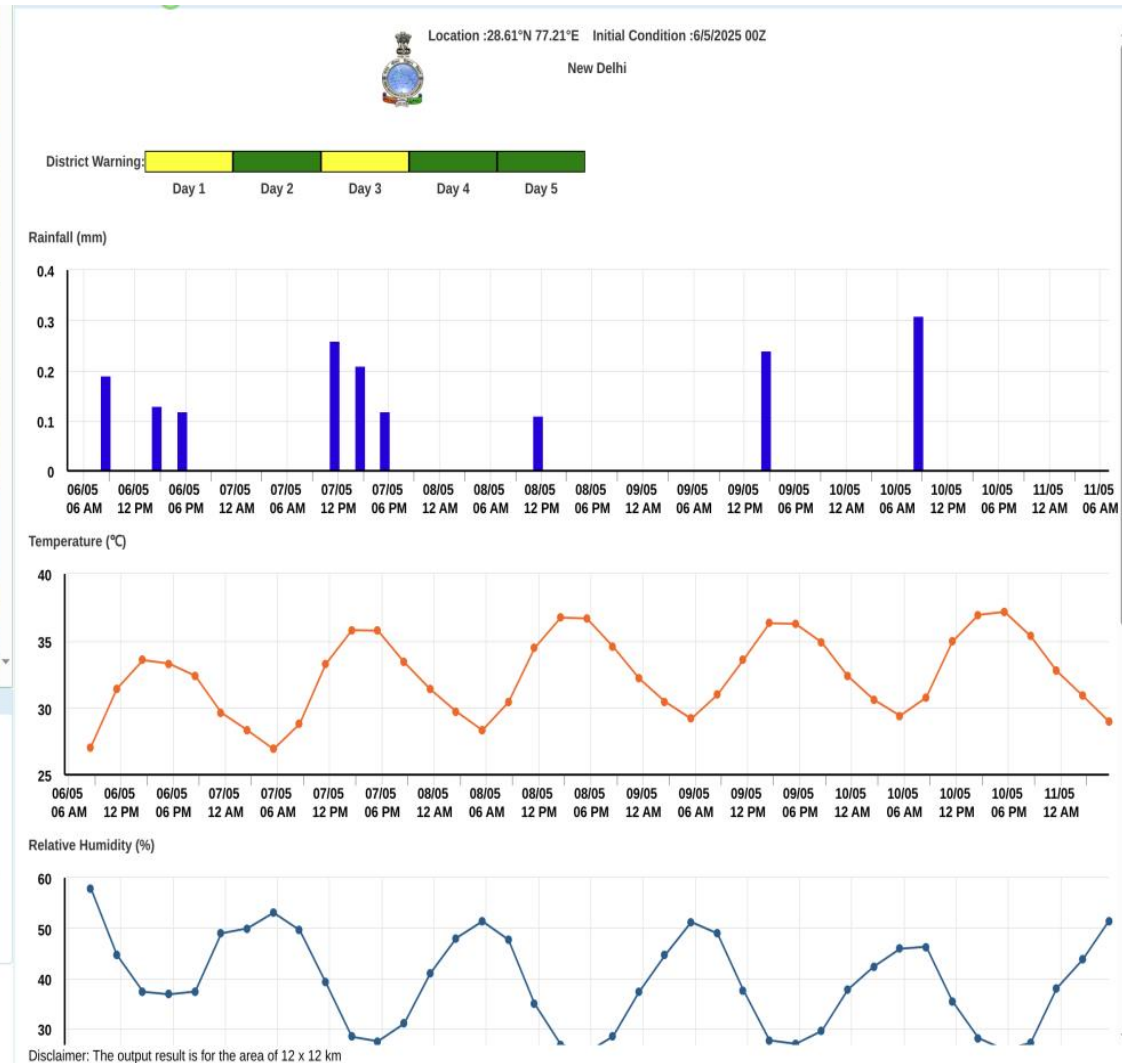 Location :28.61°N 77.21°E    Initial Condition :6/5/2025 00Z
New Delhi
District Warning:
Day 1 Day 2 Day 3 Day 4 Day 5
Rainfall (mm)
0.4
0.3
0.2
0.1
0
06/05 06/05 06/05 07/05 07/05 07/05 07/05 08/05 08/05 08/05 08/05 09/05 09/05 09/05 09/05 10/05 10/05 10/05 10/05 11/05 11/05
06 AM 12 PM 06 PM 12 AM 06 AM 12 PM 06 PM 12 AM 06 AM 12 PM 06 PM 12 AM 06 AM 12 PM 06 PM 12 AM 06 AM 12 PM 06 PM 12 AM 06 AM
Temperature (℃)
40
35
30
25
06/05 06/05 06/05 07/05 07/05 07/05 07/05 08/05 08/05 08/05 08/05 09/05 09/05 09/05 09/05 10/05 10/05 10/05 10/05 11/05
06 AM 12 PM 06 PM 12 AM 06 AM 12 PM 06 PM 12 AM 06 AM 12 PM 06 PM 12 AM 06 AM 12 PM 06 PM 12 AM 06 AM 12 PM 06 PM 12 AM
Relative Humidity (%)
60
50
40
30
Disclaimer: The output result is for the area of 12 x 12 km